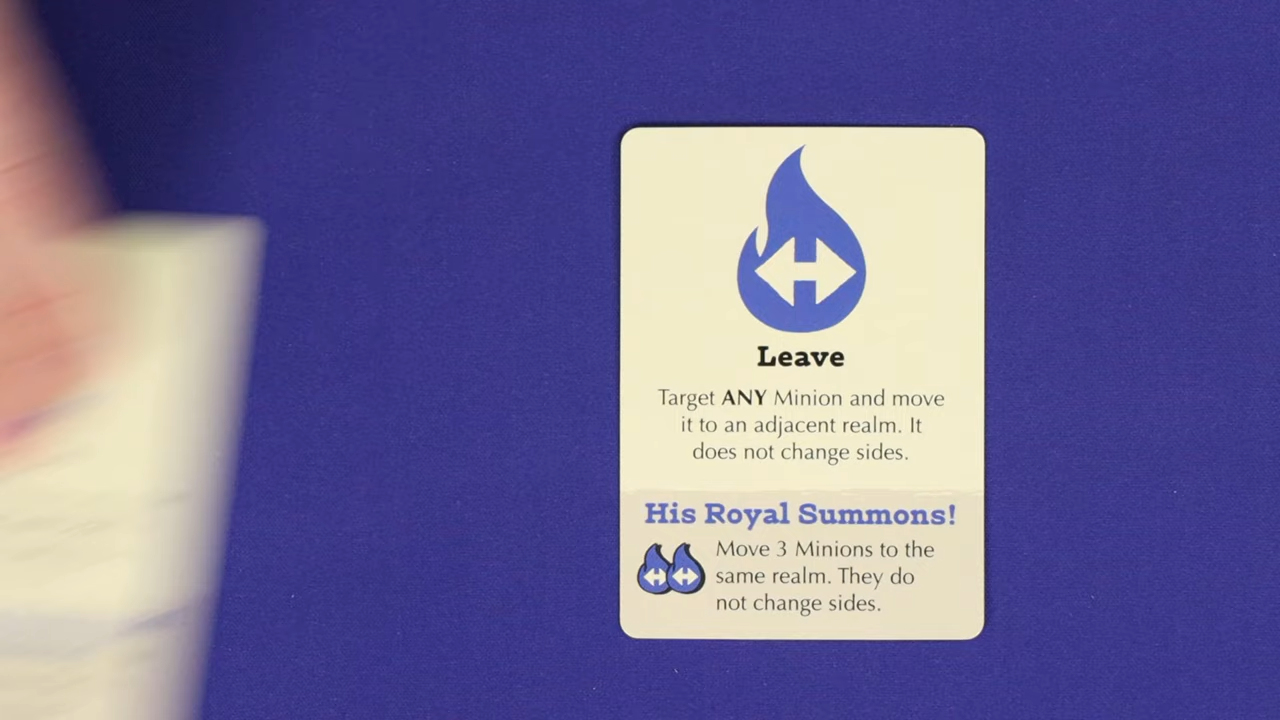 Leave
Target ANY Minion and move
it to an adjacent realm. It
does not change sides.
His Royal Summons!
Move 3 Minions to the
same realm. They do
not change sides.